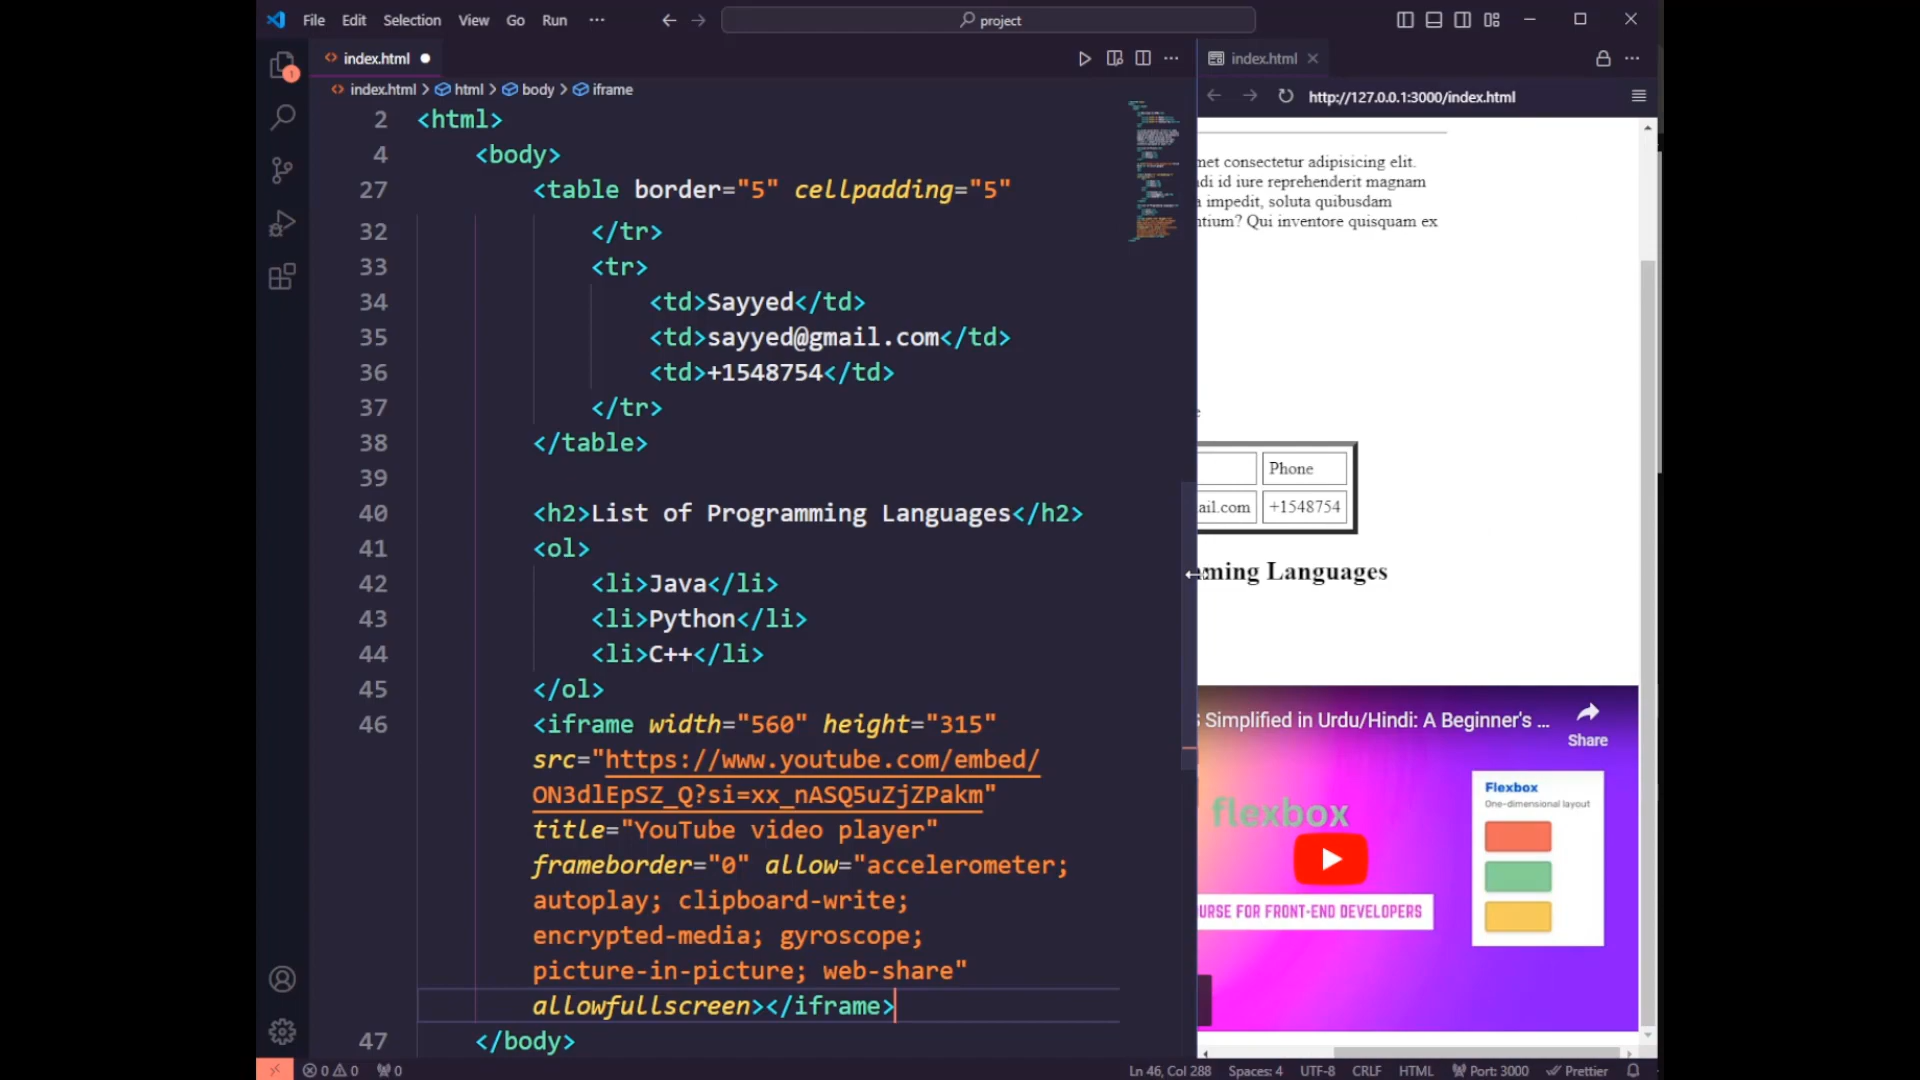 File Edit Selection View Go Run ···
project
index.html
index.html
index.html > html > body > iframe
http://127.0.0.1:3000/index.html
2 <html>
4 <body>
27 <table border="5" cellpadding="5"
32 </tr>
33 <tr>
34 <td>Sayyed</td>
35 <td>sayyed@gmail.com</td>
36 <td>+1548754</td>
37 </tr>
38 </table>
39
40 <h2>List of Programming Languages</h2>
41 <ol>
42 <li>Java</li>
43 <li>Python</li>
44 <li>C++</li>
45 </ol>
46 <iframe width="560" height="315"
src="https://www.youtube.com/embed/
ON3dlEpSZ_Q?si=xx_nASQ5uZjZPakm"
title="YouTube video player"
frameborder="0" allow="accelerometer;
autoplay; clipboard-write;
encrypted-media; gyroscope;
picture-in-picture; web-share"
allowfullscreen></iframe>
47 </body>
met consectetur adipisicing elit.
di id iure reprehenderit magnam
a impedit, soluta quibusdam
ntium? Qui inventore quisquam ex
e
Phone
ail.com +1548754
ming Languages
S Simplified in Urdu/Hindi: A Beginner's ...
Share
flexbox
Flexbox
One-dimensional layout
URSE FOR FRONT-END DEVELOPERS
1
0 0 0
Ln 46, Col 288 Spaces: 4 UTF-8 CRLF HTML Port: 3000 Prettier